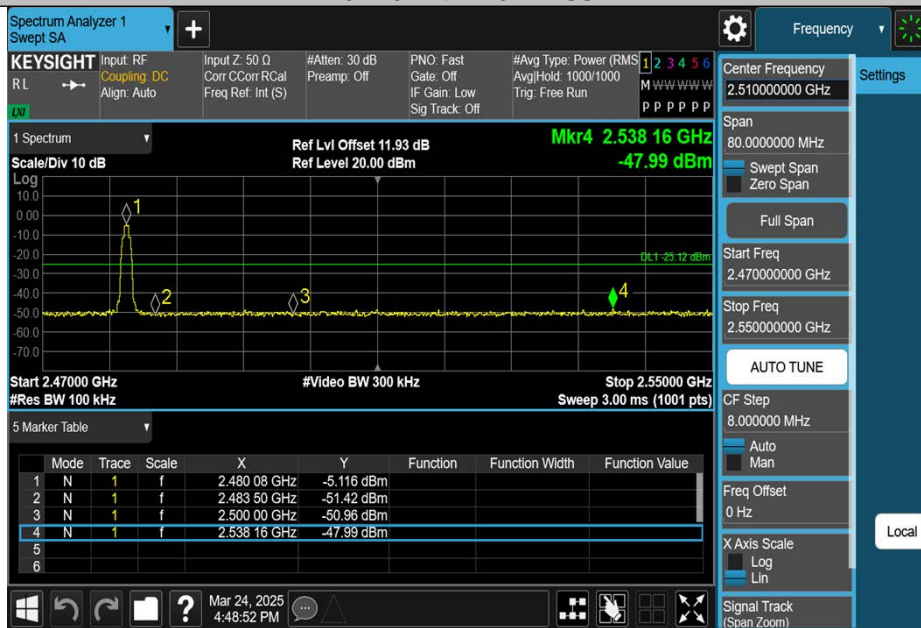 Spectrum Analyzer 1
Swept SA
+
Frequency
KEYSIGHT
RL
LXI
Input: RF
Coupling: DC
Align: Auto
Input Z: 50 Ω
Corr CCorr RCal
Freq Ref: Int (S)
#Atten: 30 dB
Preamp: Off
PNO: Fast
Gate: Off
IF Gain: Low
Sig Track: Off
#Avg Type: Power (RMS
Avg|Hold: 1000/1000
Trig: Free Run
1 2 3 4 5 6
M W W W W W
P P P P P P
1 Spectrum
Scale/Div 10 dB
Ref Lvl Offset 11.93 dB
Ref Level 20.00 dBm
Mkr4 2.538 16 GHz
-47.99 dBm
Log
10.0
0.00
-10.0
-20.0
-30.0
-40.0
-50.0
-60.0
-70.0
1
2
3
4
DL1 -25.12 dBm
Start 2.47000 GHz
#Video BW 300 kHz
Stop 2.55000 GHz
#Res BW 100 kHz
Sweep 3.00 ms (1001 pts)
5 Marker Table
Mode Trace Scale X Y Function Function Width Function Value
1 N 1 f 2.480 08 GHz -5.116 dBm
2 N 1 f 2.483 50 GHz -51.42 dBm
3 N 1 f 2.500 00 GHz -50.96 dBm
4 N 1 f 2.538 16 GHz -47.99 dBm
5
6
?
Mar 24, 2025
4:48:52 PM
Center Frequency
2.510000000 GHz
Span
80.0000000 MHz
Swept Span
Zero Span
Full Span
Start Freq
2.470000000 GHz
Stop Freq
2.550000000 GHz
AUTO TUNE
CF Step
8.000000 MHz
Auto
Man
Freq Offset
0 Hz
X Axis Scale
Log
Lin
Signal Track
(Span Zoom)
Settings
Local